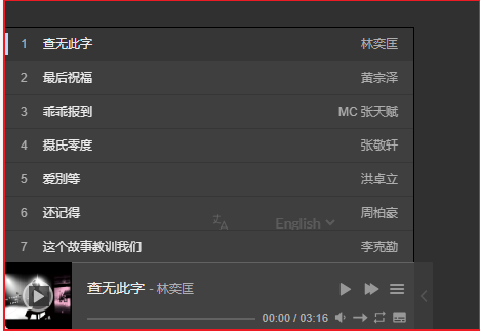 1 查无此字 林奕匡
2 最后祝福 黄宗泽
3 乖乖报到 MC 张天赋
4 摄氏零度 张敬轩
5 爱别等 洪卓立
6 还记得 周柏豪
English
7 这个故事教训我们 李克勤
查无此字 - 林奕匡
00:00 / 03:16